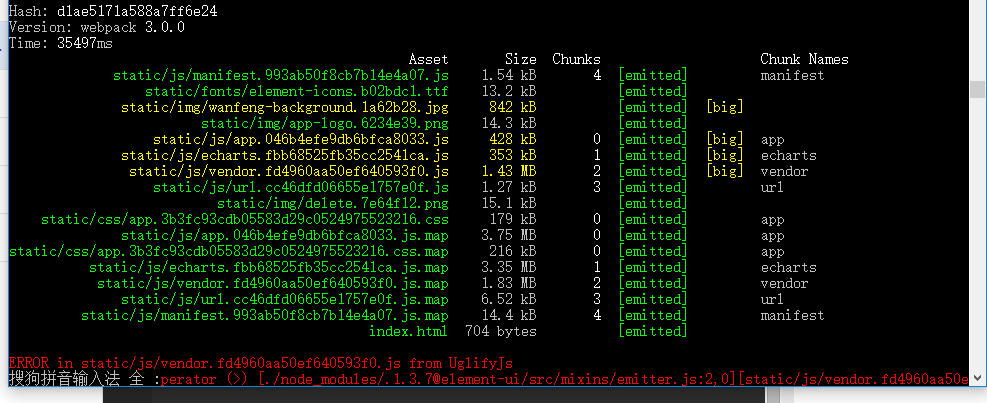 Hash: d1ae5171a588a7ff6e24
Version: webpack 3.0.0
Time: 35497ms
Asset Size Chunks Chunk Names
static/js/manifest.993ab50f8cb7b14e4a07.js 1.54 kB 4 [emitted] manifest
static/fonts/element-icons.b02bdc1.ttf 13.2 kB [emitted]
static/img/wanfeng-background.1a62b28.jpg 842 kB [emitted] [big]
static/img/app-logo.6234e39.png 14.3 kB [emitted]
static/js/app.046b4efe9db6bfca8033.js 428 kB 0 [emitted] [big] app
static/js/echarts.fbb68525fb35cc2541ca.js 353 kB 1 [emitted] [big] echarts
static/js/vendor.fd4960aa50ef640593f0.js 1.43 MB 2 [emitted] [big] vendor
static/js/url.cc46dfd06655e1757e0f.js 1.27 kB 3 [emitted] url
static/img/delete.7e64f12.png 15.1 kB [emitted]
static/css/app.3b3fc93cdb05583d29c0524975523216.css 179 kB 0 [emitted] app
static/js/app.046b4efe9db6bfca8033.js.map 3.75 MB 0 [emitted] app
static/css/app.3b3fc93cdb05583d29c0524975523216.css.map 216 kB 0 [emitted] app
static/js/echarts.fbb68525fb35cc2541ca.js.map 3.35 MB 1 [emitted] echarts
static/js/vendor.fd4960aa50ef640593f0.js.map 1.83 MB 2 [emitted] vendor
static/js/url.cc46dfd06655e1757e0f.js.map 6.52 kB 3 [emitted] url
static/js/manifest.993ab50f8cb7b14e4a07.js.map 14.4 kB 4 [emitted] manifest
index.html 704 bytes [emitted]
ERROR in static/js/vendor.fd4960aa50ef640593f0.js from UglifyJs
搜狗拼音输入法 全 :perator (>) [./node_modules/.1.3.7@element-ui/src/mixins/emitter.js:2,0][static/js/vendor.fd4960aa50e